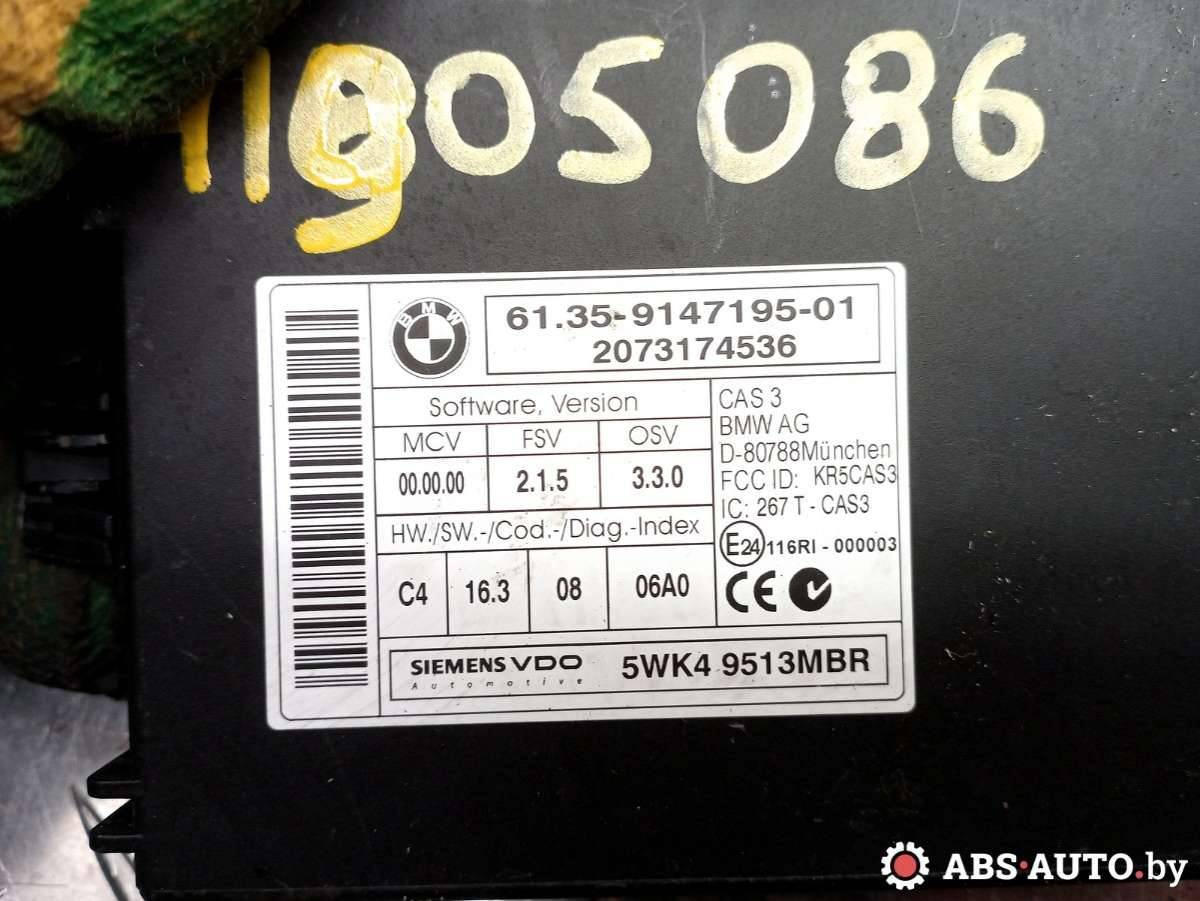 11905086
BMW
61.35-9147195-01
2073174536
Software, Version
MCV FSV OSV
00.00.00 2.1.5 3.3.0
HW./SW.-/Cod.-/Diag.-Index
C4 16.3 08 06A0
CAS 3
BMW AG
D-80788München
FCC ID: KR5CAS3
IC: 267 T - CAS3
E24 116RI - 000003
CE
SIEMENS VDO
Automotive
5WK4 9513MBR
ABS·AUTO.by